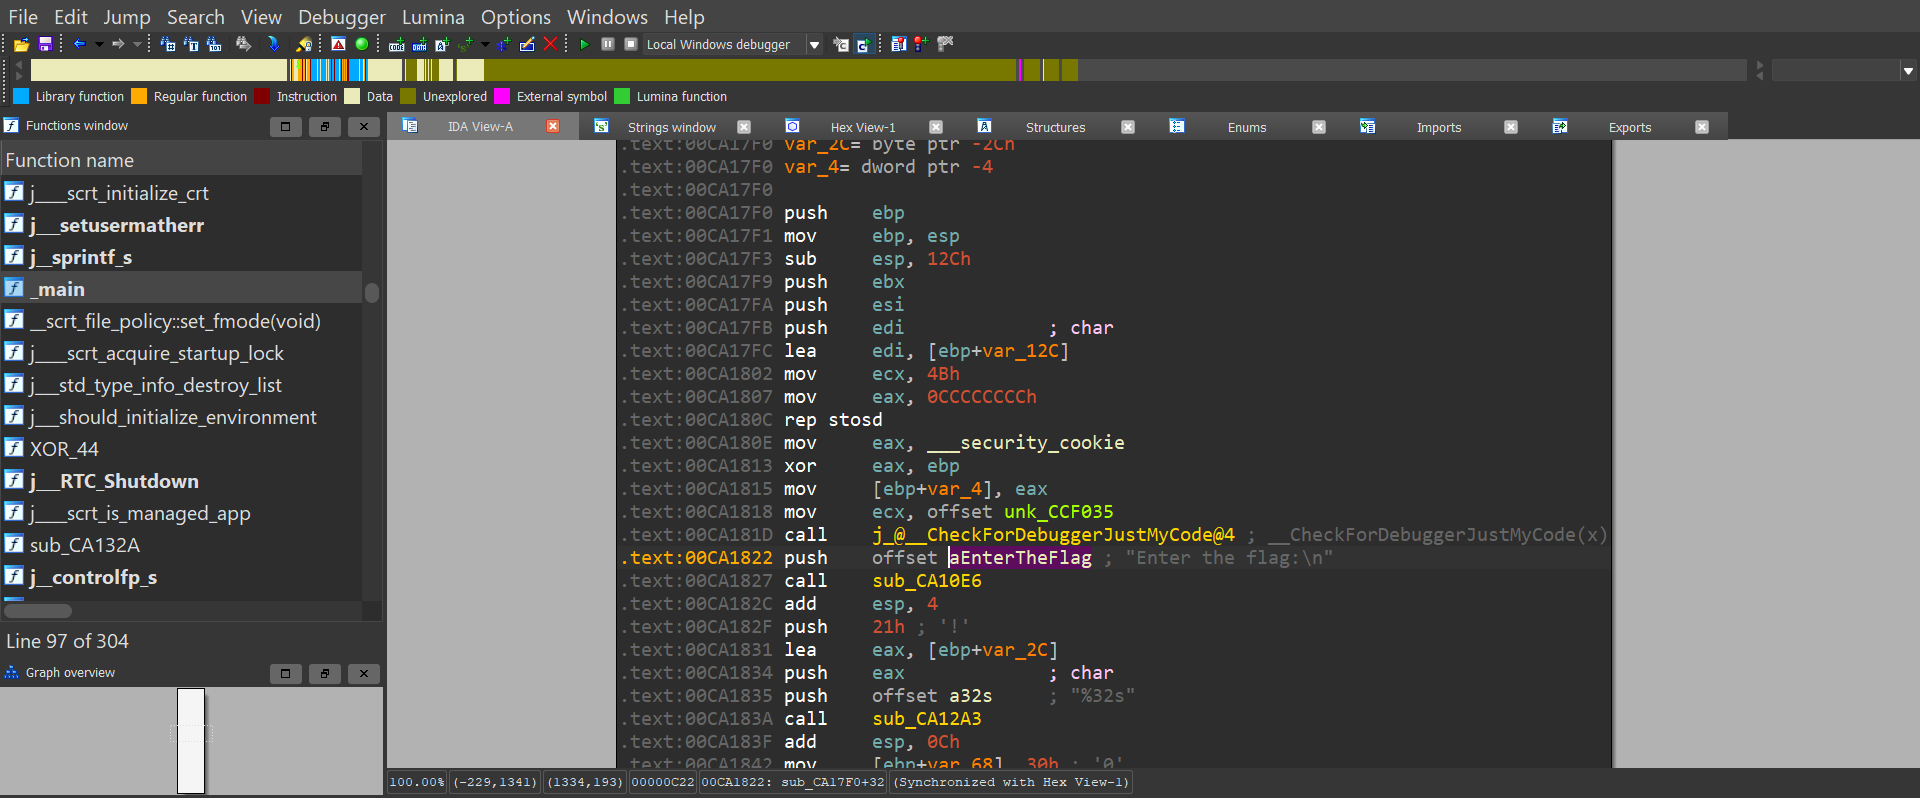 File Edit Jump Search View Debugger Lumina Options Windows Help
Local Windows debugger
Library function Regular function Instruction Data Unexplored External symbol Lumina function
Functions window
IDA View-A Strings window Hex View-1 Structures Enums Imports Exports
Function name
j____scrt_initialize_crt
j___setusermatherr
j__sprintf_s
_main
__scrt_file_policy::set_fmode(void)
j____scrt_acquire_startup_lock
j___std_type_info_destroy_list
j___should_initialize_environment
XOR_44
j___RTC_Shutdown
j____scrt_is_managed_app
sub_CA132A
j__controlfp_s
Line 97 of 304
Graph overview
.text:00CA17F0 var_2C= byte ptr -2Ch
.text:00CA17F0 var_4= dword ptr -4
.text:00CA17F0
.text:00CA17F0 push ebp
.text:00CA17F1 mov ebp, esp
.text:00CA17F3 sub esp, 12Ch
.text:00CA17F9 push ebx
.text:00CA17FA push esi
.text:00CA17FB push edi ; char
.text:00CA17FC lea edi, [ebp+var_12C]
.text:00CA1802 mov ecx, 4Bh
.text:00CA1807 mov eax, 0CCCCCCCCh
.text:00CA180C rep stosd
.text:00CA180E mov eax, ___security_cookie
.text:00CA1813 xor eax, ebp
.text:00CA1815 mov [ebp+var_4], eax
.text:00CA1818 mov ecx, offset unk_CCF035
.text:00CA181D call j_@__CheckForDebuggerJustMyCode@4 ; __CheckForDebuggerJustMyCode(x)
.text:00CA1822 push offset aEnterTheFlag ; "Enter the flag:\n"
.text:00CA1827 call sub_CA10E6
.text:00CA182C add esp, 4
.text:00CA182F push 21h ; '!'
.text:00CA1831 lea eax, [ebp+var_2C]
.text:00CA1834 push eax ; char
.text:00CA1835 push offset a32s ; "%32s"
.text:00CA183A call sub_CA12A3
.text:00CA183F add esp, 0Ch
.text:00CA1842 mov [ebp+var_68], 30h ; '0'
100.00% (-229,1341) (1334,193) 00000C22 00CA1822: sub_CA17F0+32 (Synchronized with Hex View-1)